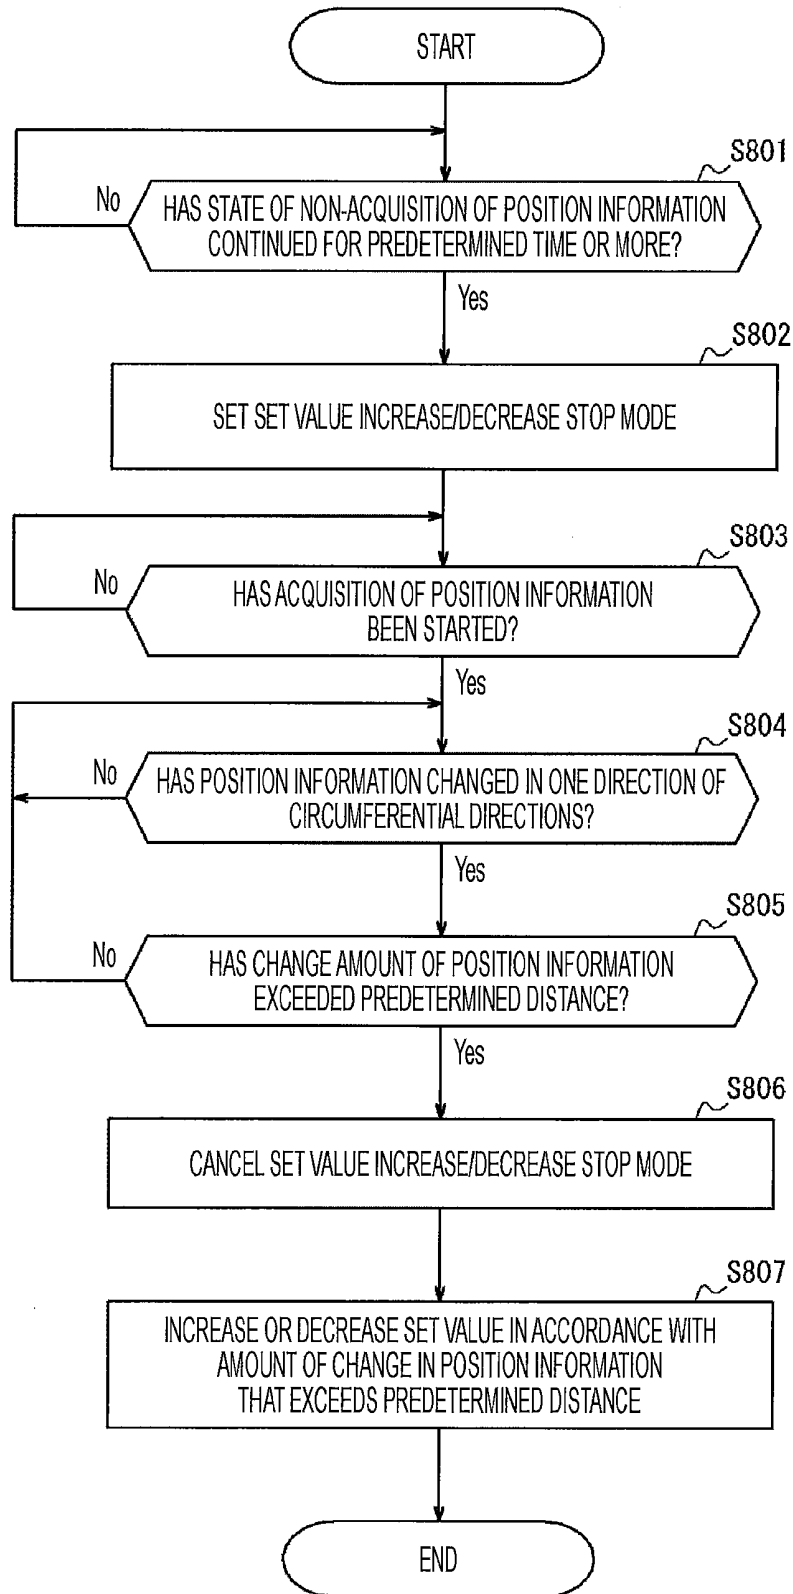 START
S801
No
HAS STATE OF NON-ACQUISITION OF POSITION INFORMATION
CONTINUED FOR PREDETERMINED TIME OR MORE?
Yes
S802
SET SET VALUE INCREASE/DECREASE STOP MODE
S803
No
HAS ACQUISITION OF POSITION INFORMATION
BEEN STARTED?
Yes
S804
No
HAS POSITION INFORMATION CHANGED IN ONE DIRECTION OF
CIRCUMFERENTIAL DIRECTIONS?
Yes
S805
No
HAS CHANGE AMOUNT OF POSITION INFORMATION
EXCEEDED PREDETERMINED DISTANCE?
Yes
S806
CANCEL SET VALUE INCREASE/DECREASE STOP MODE
S807
INCREASE OR DECREASE SET VALUE IN ACCORDANCE WITH
AMOUNT OF CHANGE IN POSITION INFORMATION
THAT EXCEEDS PREDETERMINED DISTANCE
END